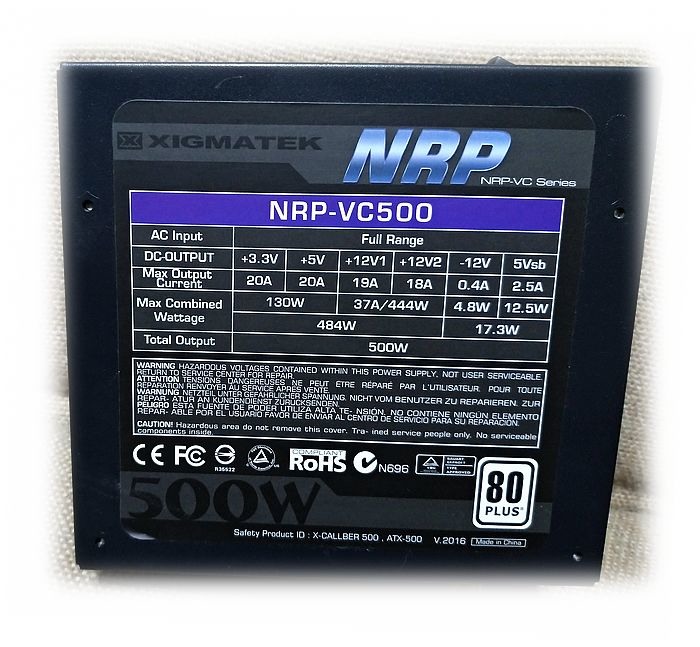 XIGMATEK
NRP
NRP-VC Series
NRP-VC500
AC Input Full Range
DC-OUTPUT +3.3V +5V +12V1 +12V2 -12V 5Vsb
Max Output Current 20A 20A 19A 18A 0.4A 2.5A
Max Combined Wattage 130W 37A/444W 4.8W 12.5W
484W 17.3W
Total Output 500W
WARNING HAZARDOUS VOLTAGES CONTAINED WITHIN THIS POWER SUPPLY, NOT USER SERVICEABLE.
RETURN TO SERVICE CENTER FOR REPAIR.
ATTENTION TENSIONS DANGEREUSES NE PEUT ETRE RÉPARÉ PAR L'UTILISATEUR. POUR TOUTE
REPARATION RENVOYER AU SERVICE APRÉS VENTE.
WARNUNG NETZTEIL UNTER GEFÄHRLICHER SPANNUNG. NICHT VOM BENUTZER ZU REPARIEREN. ZUR
REPAR- ATUR AN KUNDENDIENST ZURÜCKSENDEN.
PELIGRO ESTA FUENTE DE PODER UTILIZA ALTA TE- NSIÓN. NO CONTIENE NINGÚN ELEMENTO
REPAR- ABLE POR EL USUARIO FAVOR DE ENVIAR AL CENTRO DE SERVICIO PARA SU REPARACIÓN.
CAUTION! Hazardous area do not remove this cover. Tra- ined service people only. No serviceable
components inside.
CE FC R35522 COMPLIANT RoHS N696 TYPE APPROVED
80 PLUS
500W
Safety Product ID : X-CALLBER 500 , ATX-500 V.2016 Made in China